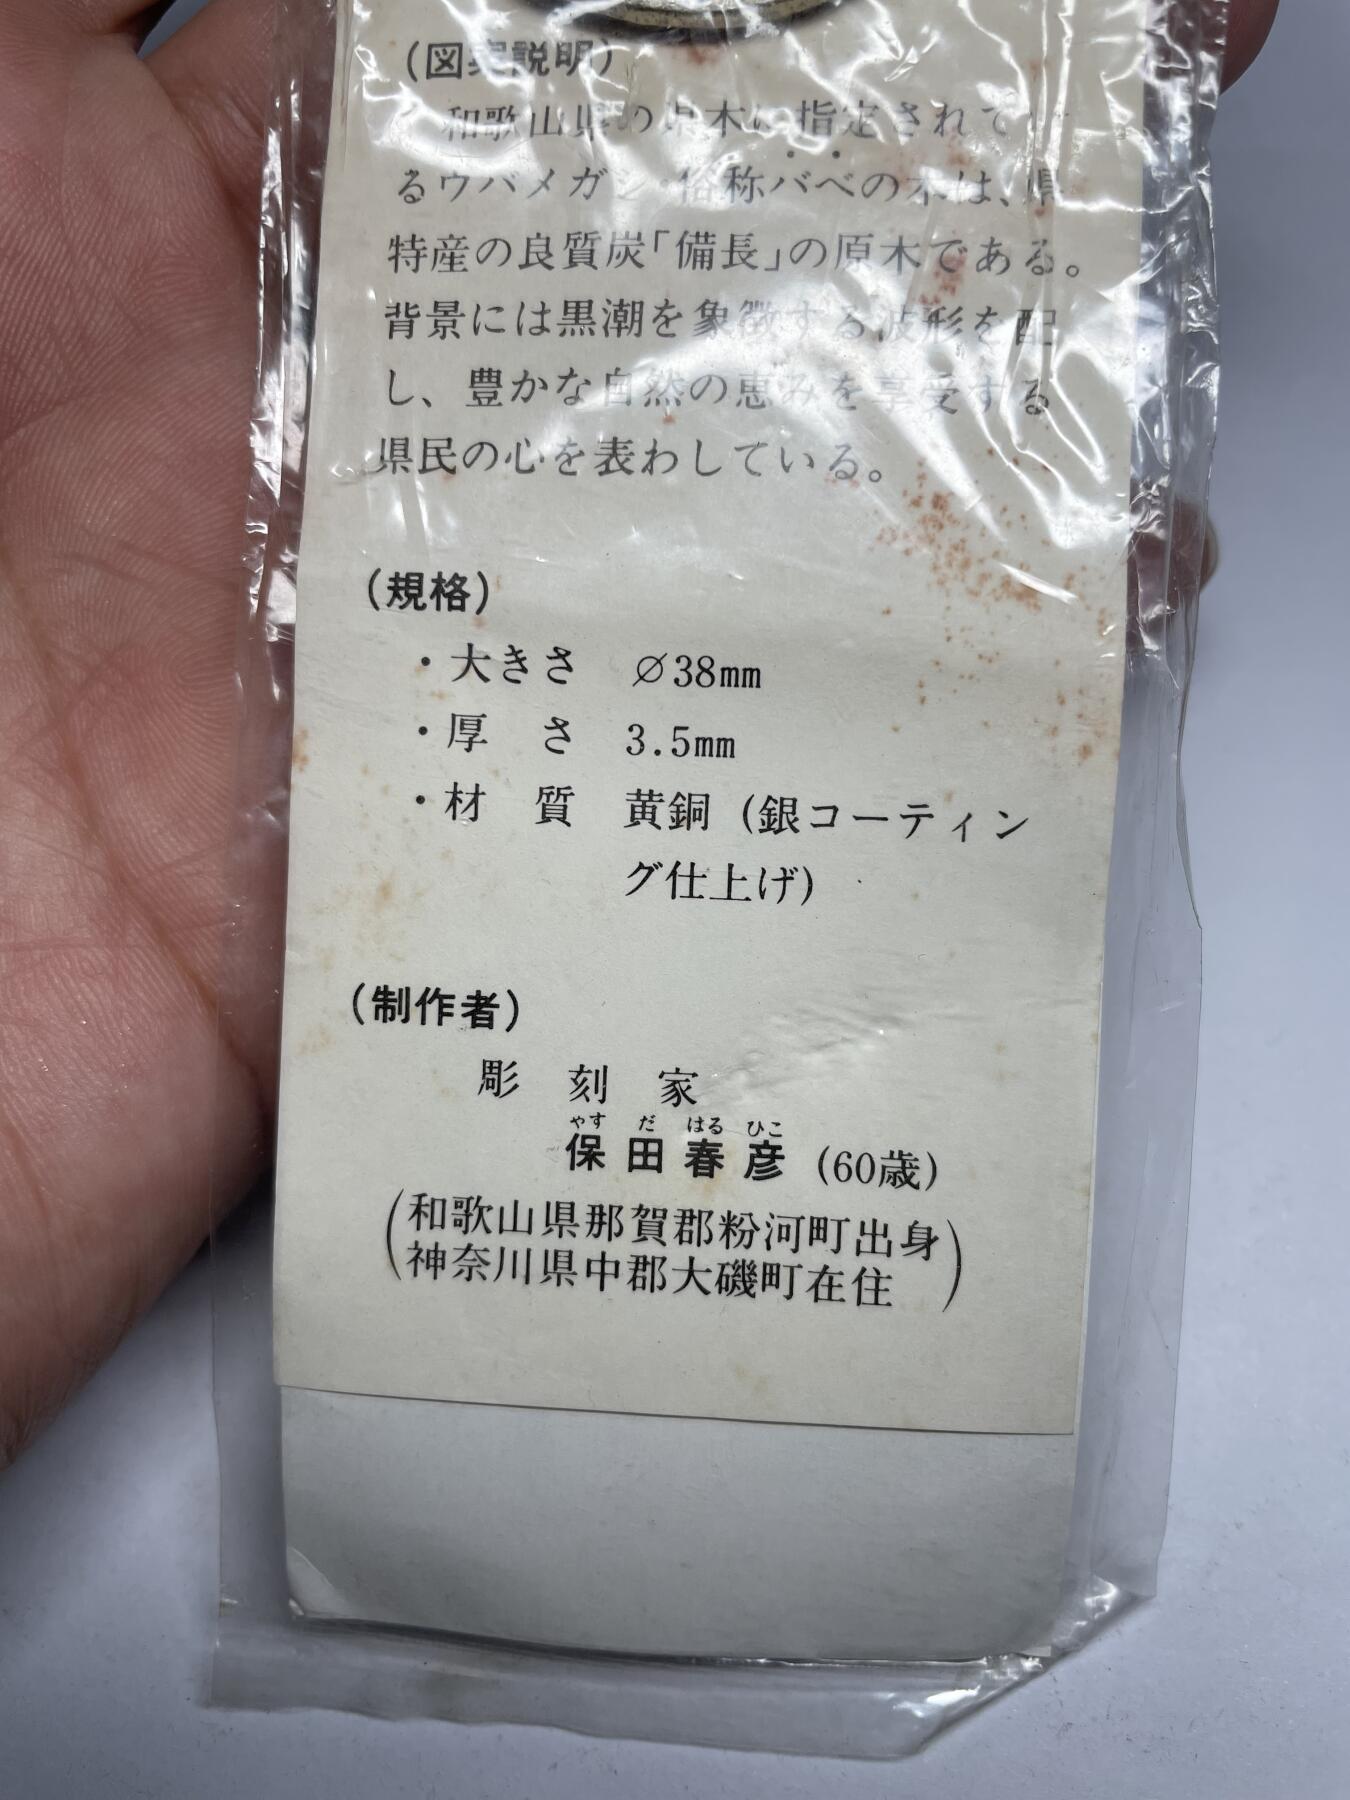 (図案説明)
和歌山県の県木に指定されてい
るウバメガシ・俗称バベの木は、県
特産の良質炭「備長」の原木である。
背景には黒潮を象徴する波形を配
し、豊かな自然の恵みを享受する
県民の心を表わしている。
(規格)
・大きさ ∅38mm
・厚 さ 3.5mm
・材 質 黄銅 (銀コーティン
グ仕上げ)
(制作者)
彫 刻 家
やす だ はる ひこ
保 田 春 彦 (60歳)
(和歌山県那賀郡粉河町出身
神奈川県中郡大磯町在住)